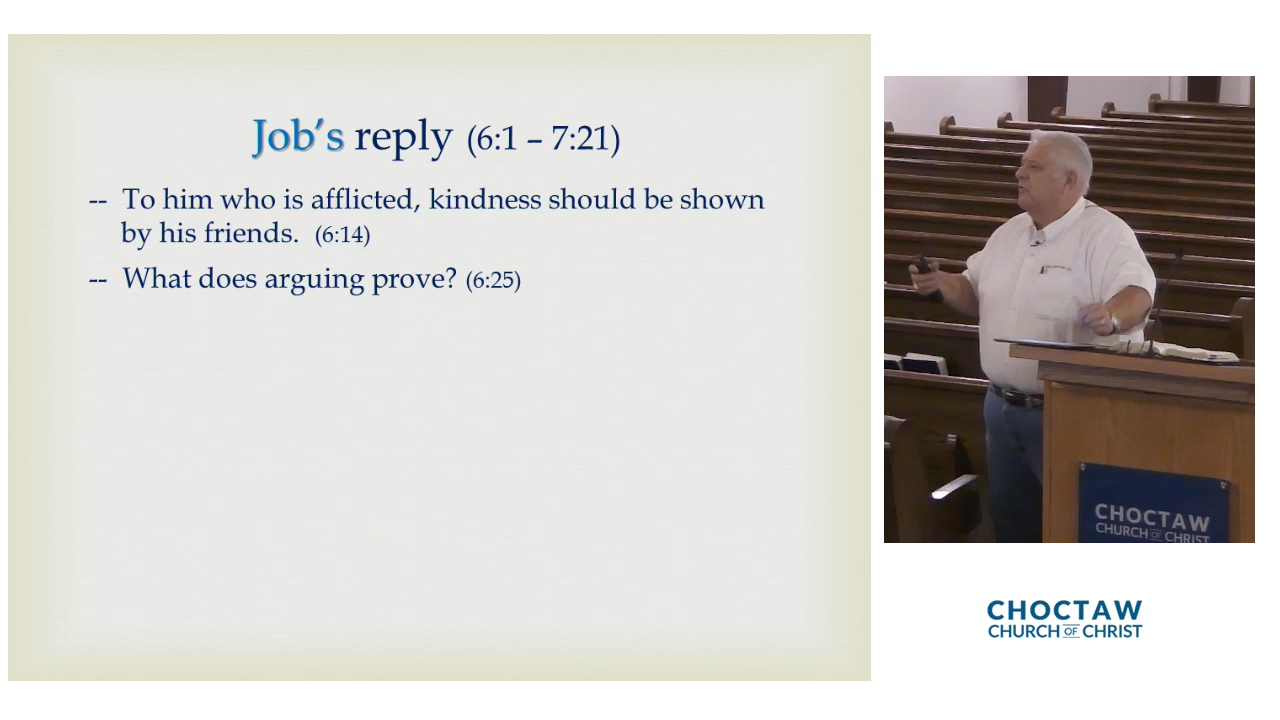 Job’s reply (6:1 – 7:21)
-- To him who is afflicted, kindness should be shown
by his friends. (6:14)
-- What does arguing prove? (6:25)
CHOCTAW
CHURCH OF CHRIST
CHOCTAW
CHURCH OF CHRIST